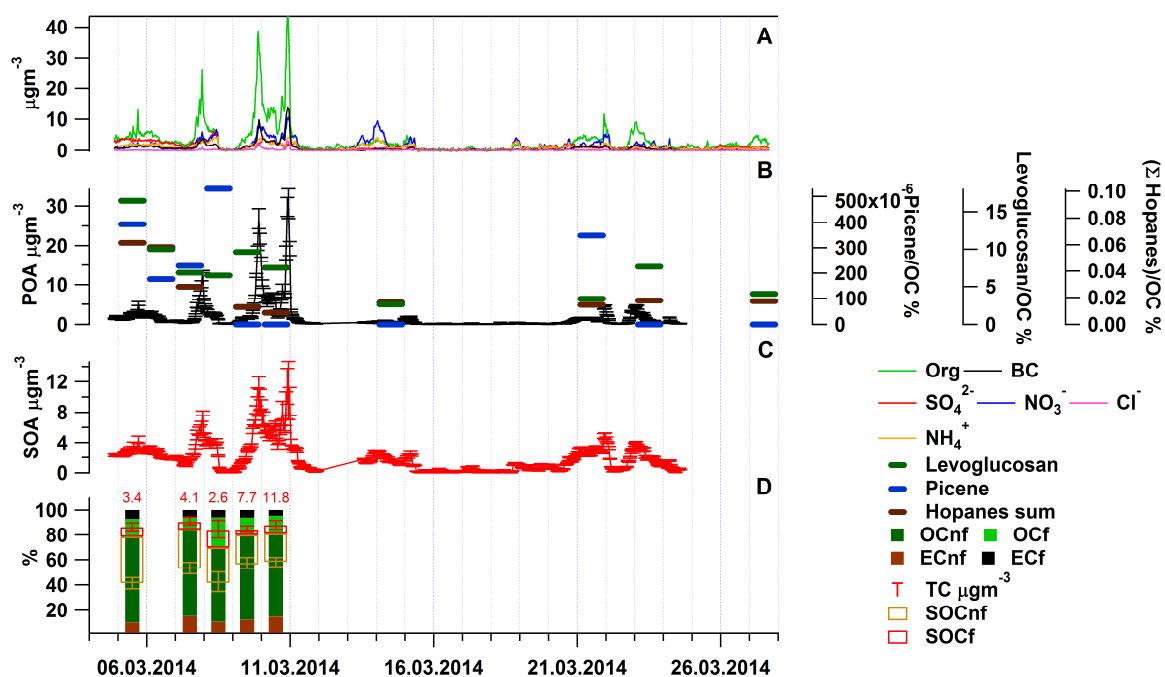 A
40
30
20
10
0
µgm-3
B
30
20
10
0
POA µgm-3
500x10-6
400
300
200
100
0
Picene/OC %
15
10
5
0
Levoglucosan/OC %
0.10
0.08
0.06
0.04
0.02
0.00
(Σ Hopanes)/OC %
C
12
8
4
0
SOA µgm-3
Org BC
SO42- NO3- Cl-
NH4+
Levoglucosan
Picene
Hopanes sum
OCnf OCf
ECnf ECf
TC µgm-3
SOCnf
SOCf
D
3.4 4.1 2.6 7.7 11.8
100
80
60
40
20
%
06.03.2014 11.03.2014 16.03.2014 21.03.2014 26.03.2014